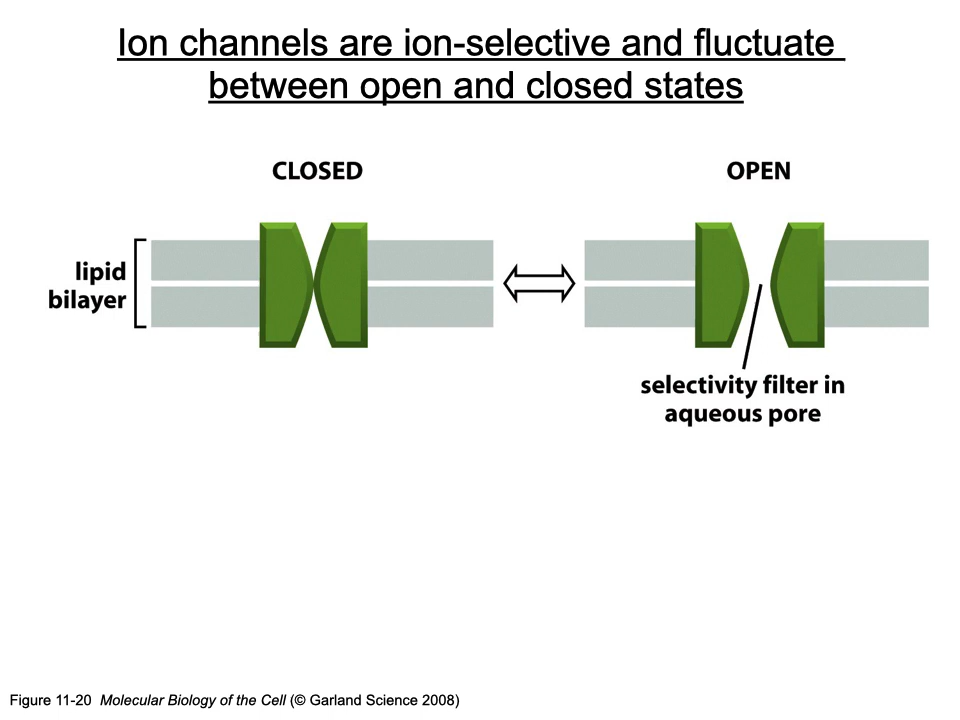 Ion channels are ion-selective and fluctuate
between open and closed states
CLOSED
OPEN
lipid
bilayer
selectivity filter in
aqueous pore
Figure 11-20 Molecular Biology of the Cell (© Garland Science 2008)